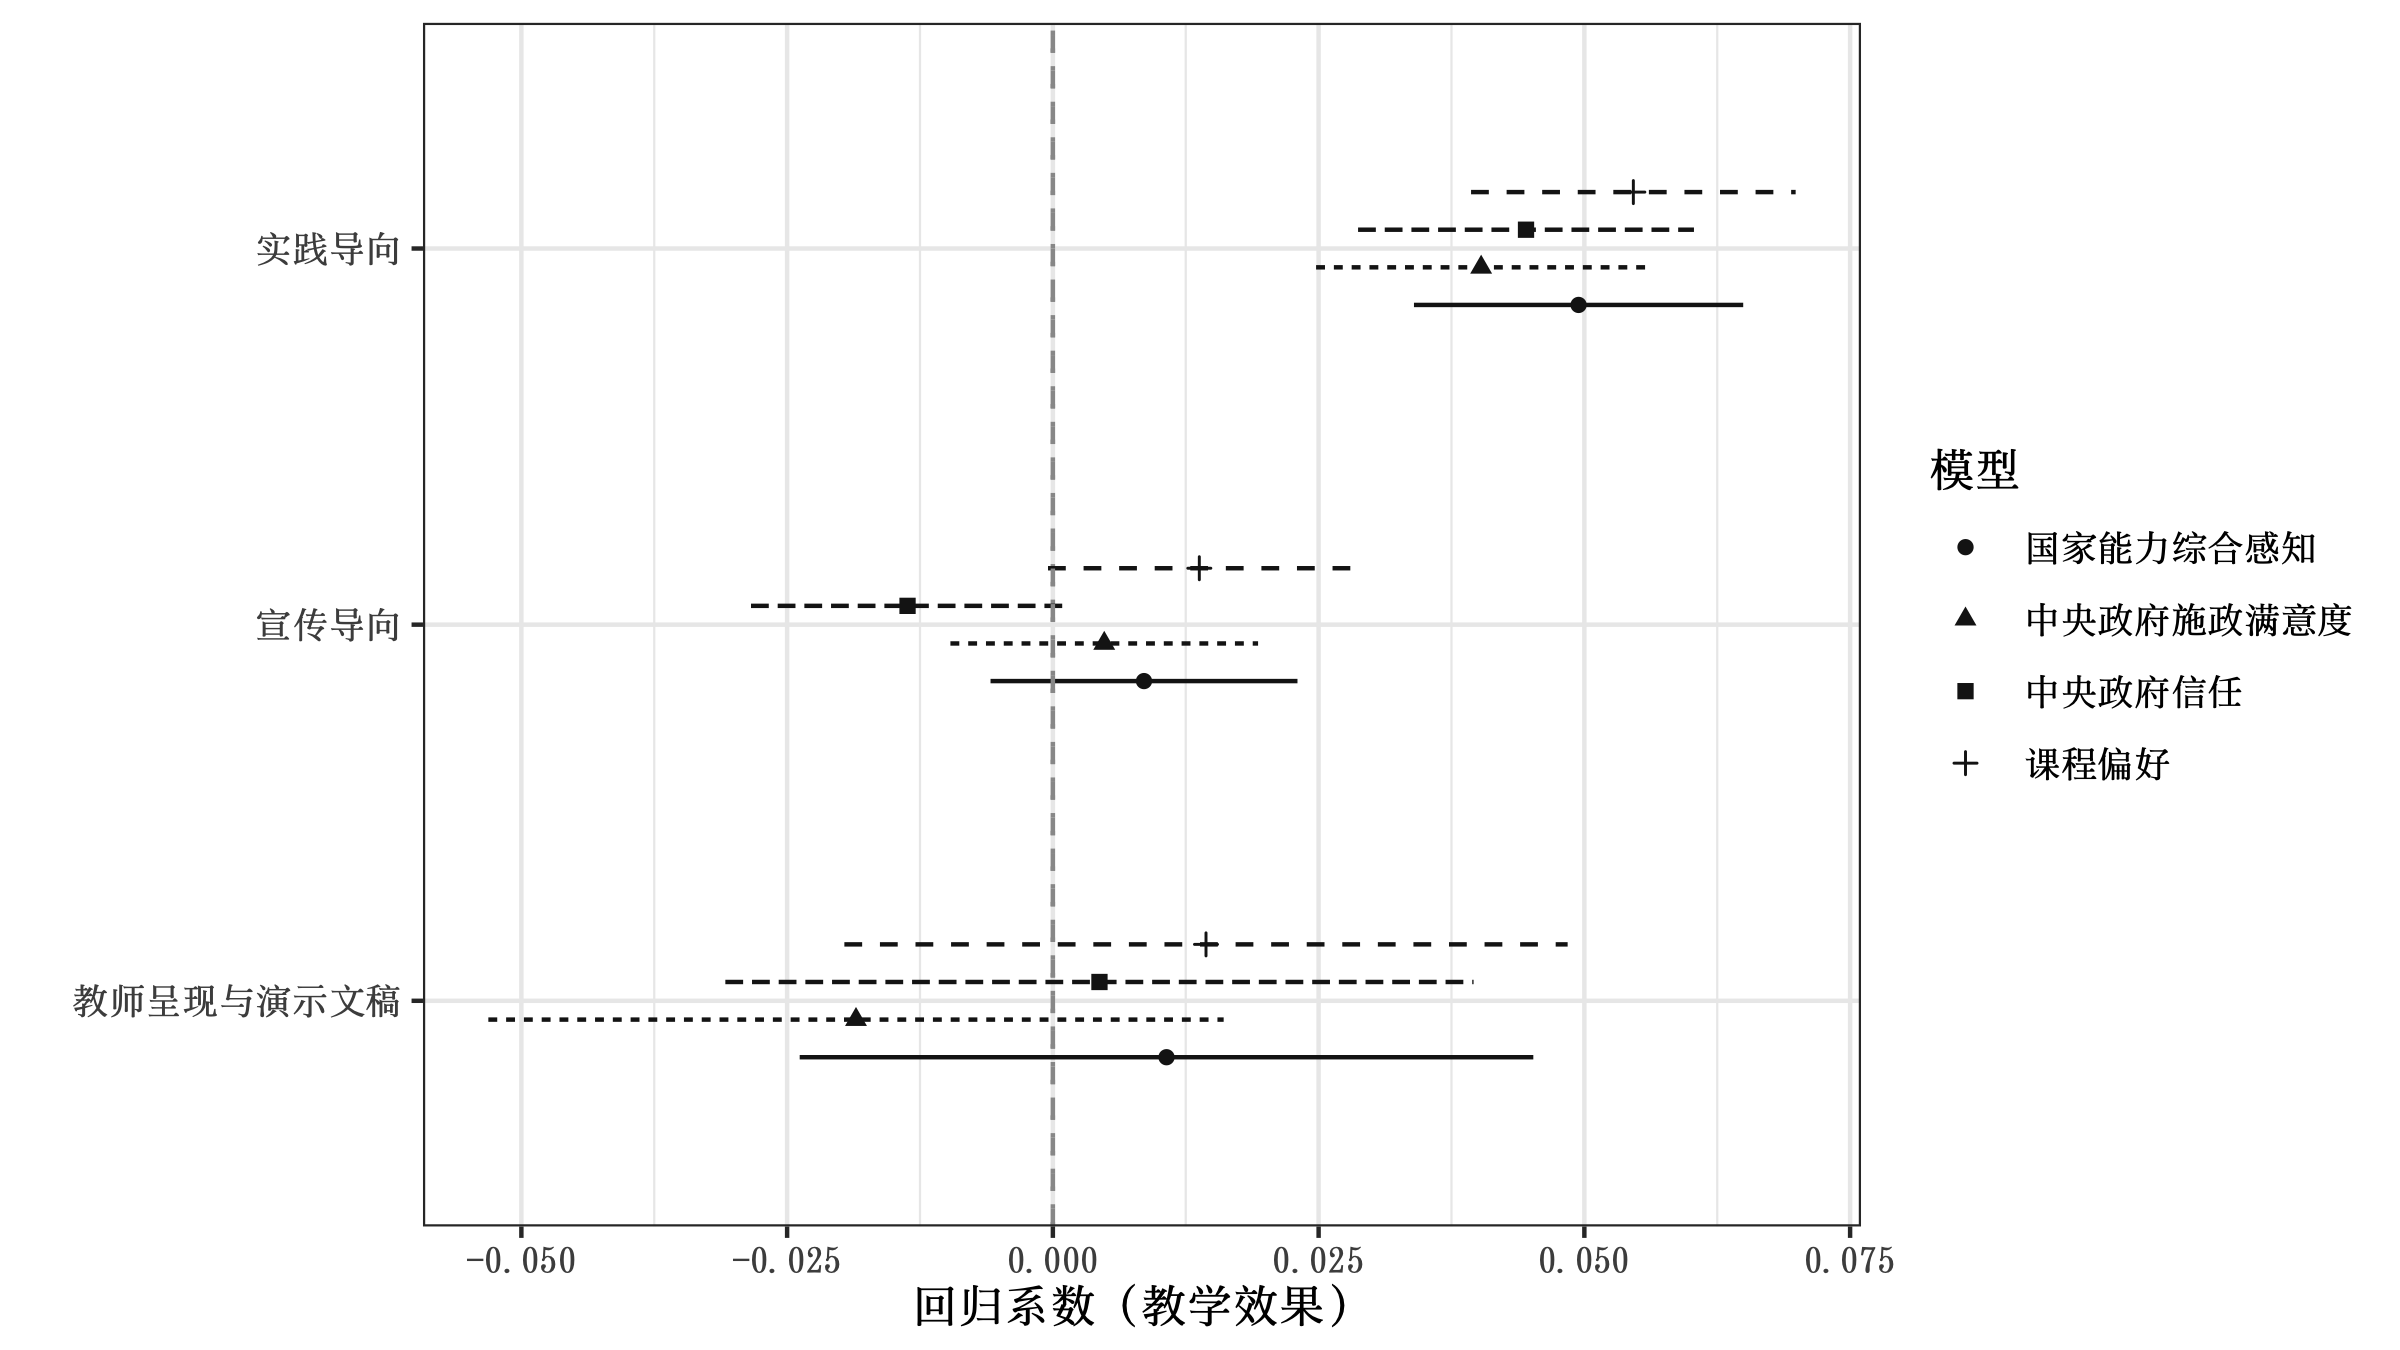 实践导向
宣传导向
教师呈现与演示文稿
-0.050
-0.025
0.000
0.025
0.050
0.075
回归系数（教学效果）
模型
国家能力综合感知
中央政府施政满意度
中央政府信任
课程偏好